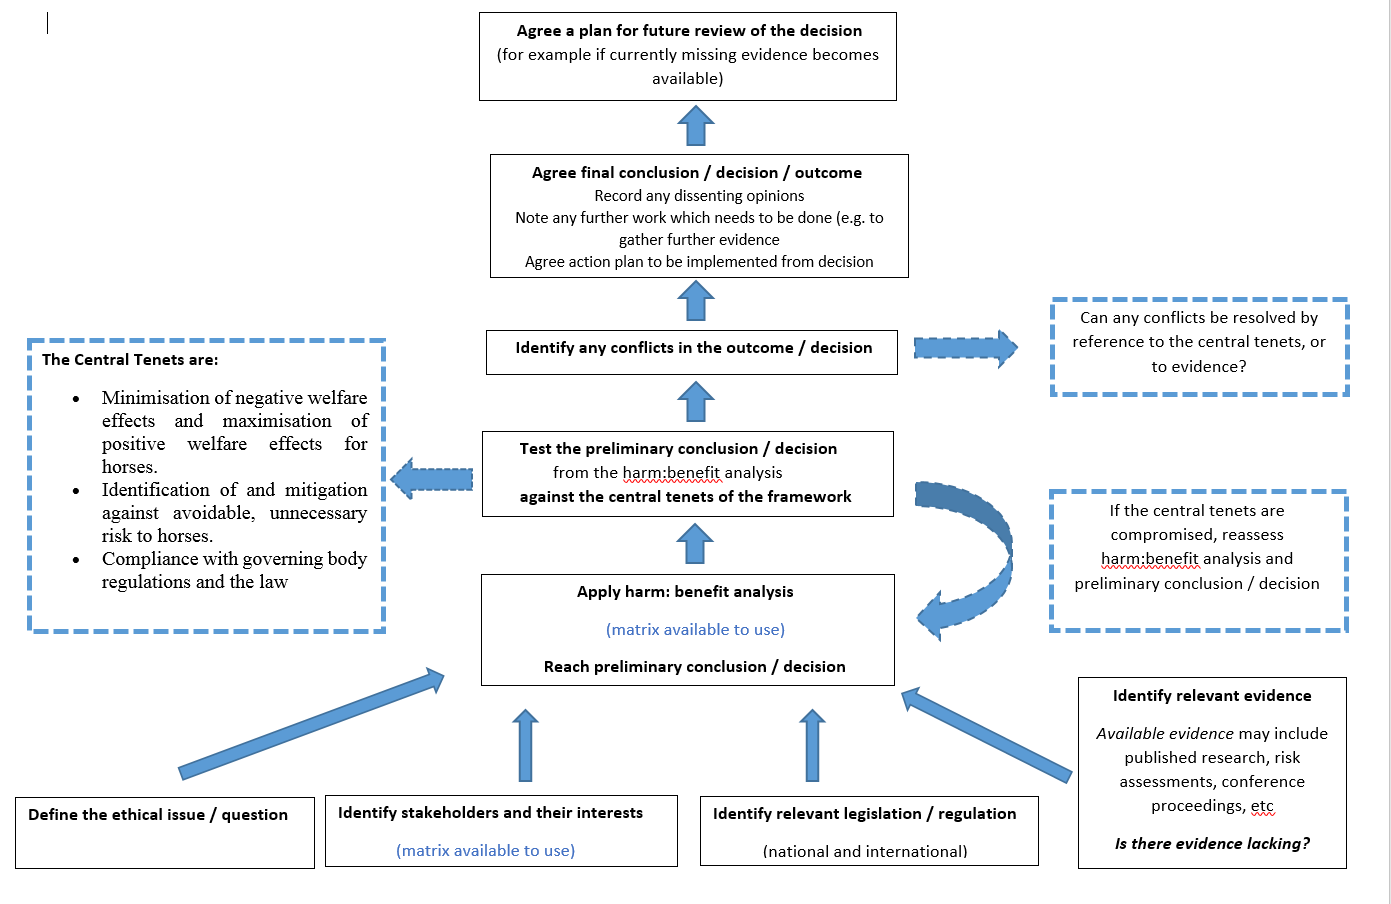 Agree a plan for future review of the decision
(for example if currently missing evidence becomes
available)
Agree final conclusion / decision / outcome
Record any dissenting opinions
Note any further work which needs to be done (e.g. to
gather further evidence
Agree action plan to be implemented from decision
Identify any conflicts in the outcome / decision
Can any conflicts be resolved by
reference to the central tenets, or
to evidence?
The Central Tenets are:
• Minimisation of negative welfare
effects and maximisation of
positive welfare effects for
horses.
• Identification of and mitigation
against avoidable, unnecessary
risk to horses.
• Compliance with governing body
regulations and the law
Test the preliminary conclusion / decision
from the harm:benefit analysis
against the central tenets of the framework
If the central tenets are
compromised, reassess
harm:benefit analysis and
preliminary conclusion / decision
Apply harm: benefit analysis
(matrix available to use)
Reach preliminary conclusion / decision
Define the ethical issue / question
Identify stakeholders and their interests
(matrix available to use)
Identify relevant legislation / regulation
(national and international)
Identify relevant evidence
Available evidence may include
published research, risk
assessments, conference
proceedings, etc
Is there evidence lacking?